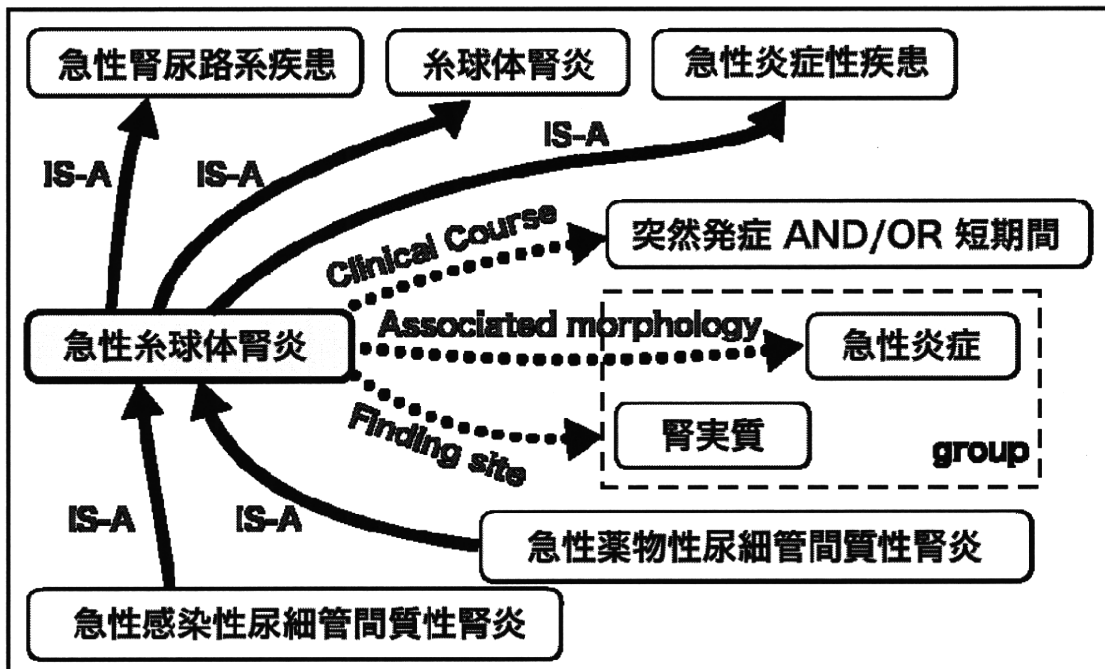 急性腎尿路系疾患
糸球体腎炎
急性炎症性疾患
IS-A
IS-A
IS-A
Clinical Course
突然発症 AND/OR 短期間
急性糸球体腎炎
Associated morphology
急性炎症
Finding site
腎実質
group
IS-A
IS-A
急性薬物性尿細管間質性腎炎
急性感染性尿細管間質性腎炎